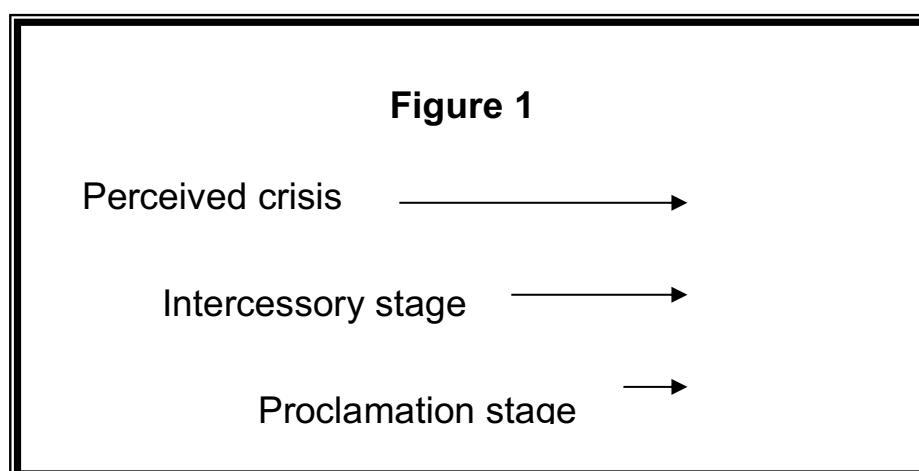 Figure 1
Perceived crisis
Intercessory stage
Proclamation stage